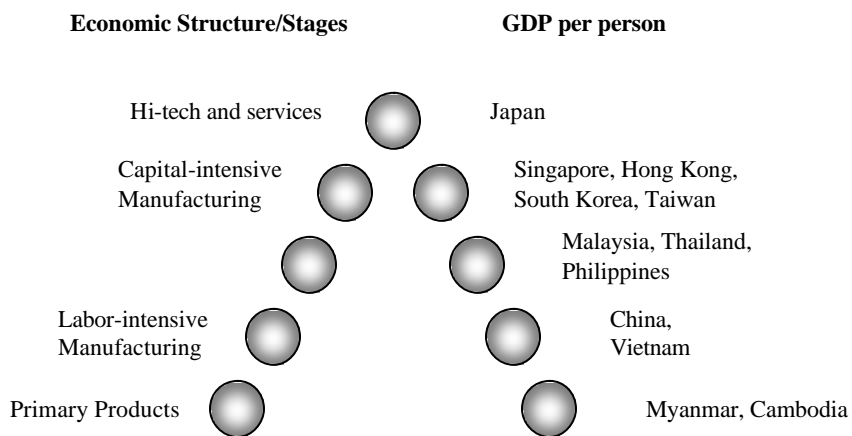 Economic Structure/Stages
GDP per person
Hi-tech and services
Japan
Capital-intensive
Manufacturing
Singapore, Hong Kong,
South Korea, Taiwan
Malaysia, Thailand,
Philippines
Labor-intensive
Manufacturing
China,
Vietnam
Primary Products
Myanmar, Cambodia